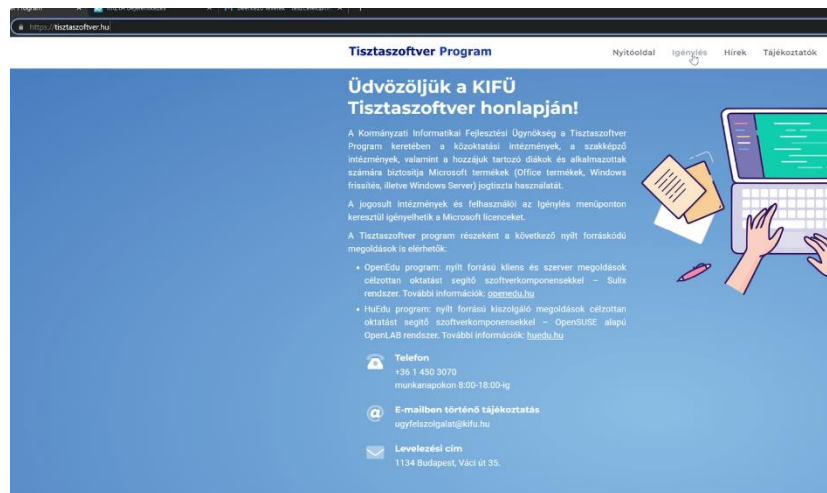 https://tisztaszoftver.hu
Tisztaszoftver Program
Nyitóoldal Igénylés Hírek Tájékoztatók
Üdvözöljük a KIFÜ
Tisztaszoftver honlapján!
A Kormányzati Informatikai Fejlesztési Ügynökség a Tisztaszoftver
Program keretében a közoktatási intézmények, a szakképző
intézmények, valamint a hozzájuk tartozó diákok és alkalmazottak
számára biztosítja Microsoft termékek (Office termékek, Windows
frissítés, illetve Windows Server) jogtiszta használatát.
A jogosult intézmények és felhasználói az Igénylés menüponton
keresztül igényelhetik a Microsoft licenceket.
A Tisztaszoftver program részeként a következő nyílt forráskódú
megoldások is elérhetők:
• OpenEdu program: nyílt forrású kliens és szerver megoldások
célzottan oktatást segítő szoftverkomponensekkel – Sulix
rendszer. További információk: openedu.hu
• HuEdu program: nyílt forrású kiszolgáló megoldások célzottan
oktatást segítő szoftverkomponensekkel – OpenSUSE alapú
OpenLAB rendszer. További információk: huedu.hu
Telefon
+36 1 450 3070
munkanapokon 8:00-18:00-ig
@ E-mailben történő tájékoztatás
ugyfelszolgalat@kifu.hu
Levelezési cím
1134 Budapest, Váci út 35.